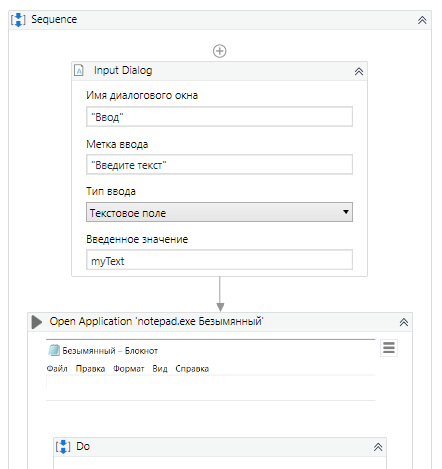 Sequence
Input Dialog
Имя диалогового окна
"Ввод"
Метка ввода
"Введите текст"
Тип ввода
Текстовое поле
Введенное значение
myText
Open Application 'notepad.exe Безымянный'
Безымянный – Блокнот
Файл Правка Формат Вид Справка
Do